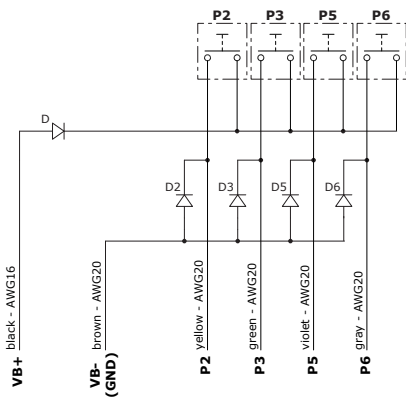 P2 P3 P5 P6
D
D2 D3 D5 D6
black - AWG16
brown - AWG20
yellow - AWG20
green - AWG20
violet - AWG20
gray - AWG20
VB+
VB-
(GND)
P2
P3
P5
P6